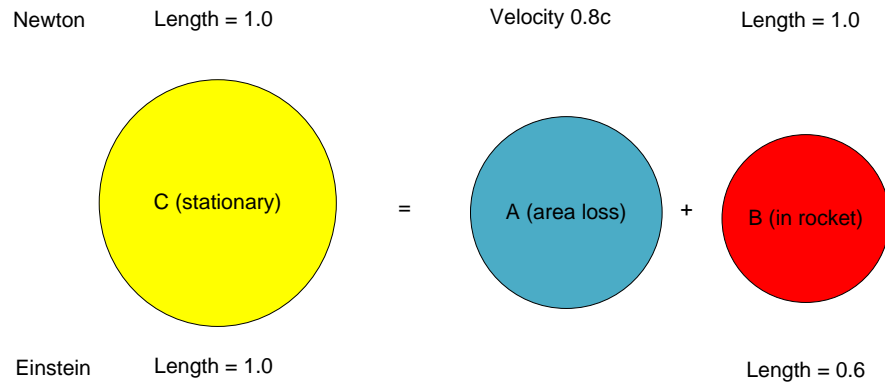 Newton Length = 1.0 Velocity 0.8c Length = 1.0
C (stationary) = A (area loss) + B (in rocket)
Einstein Length = 1.0 Length = 0.6